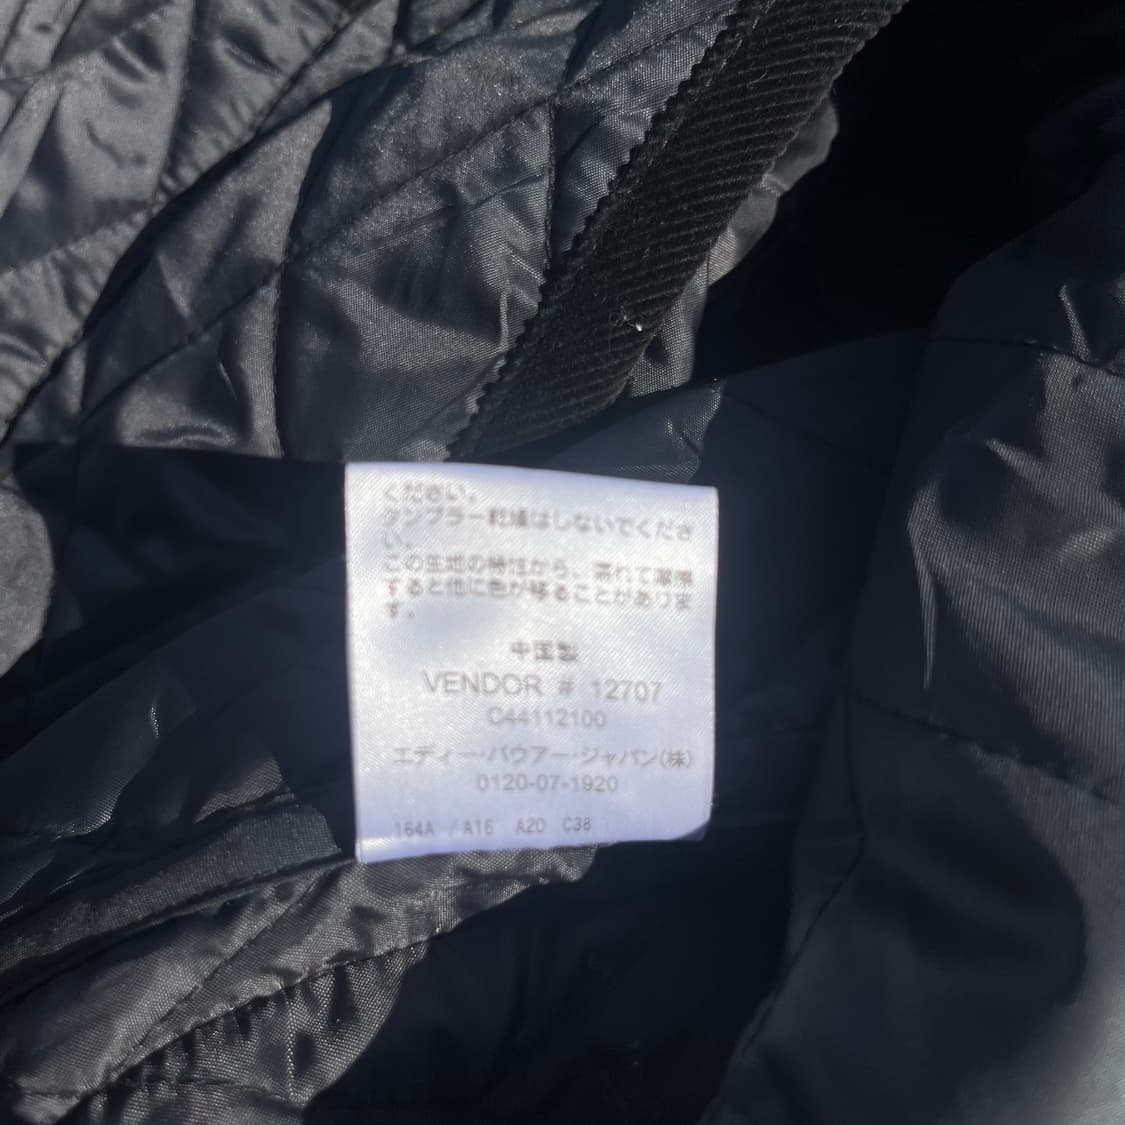 ください。
タンブラー乾燥はしないでくださ
い。
この生地の特性から、濡れて摩擦
すると他に色が移ることがありま
す。
中国製
VENDOR # 12707
C44112100
エディー・バウアー・ジャパン(株)
0120-07-1920
164A / A16 A20 C38